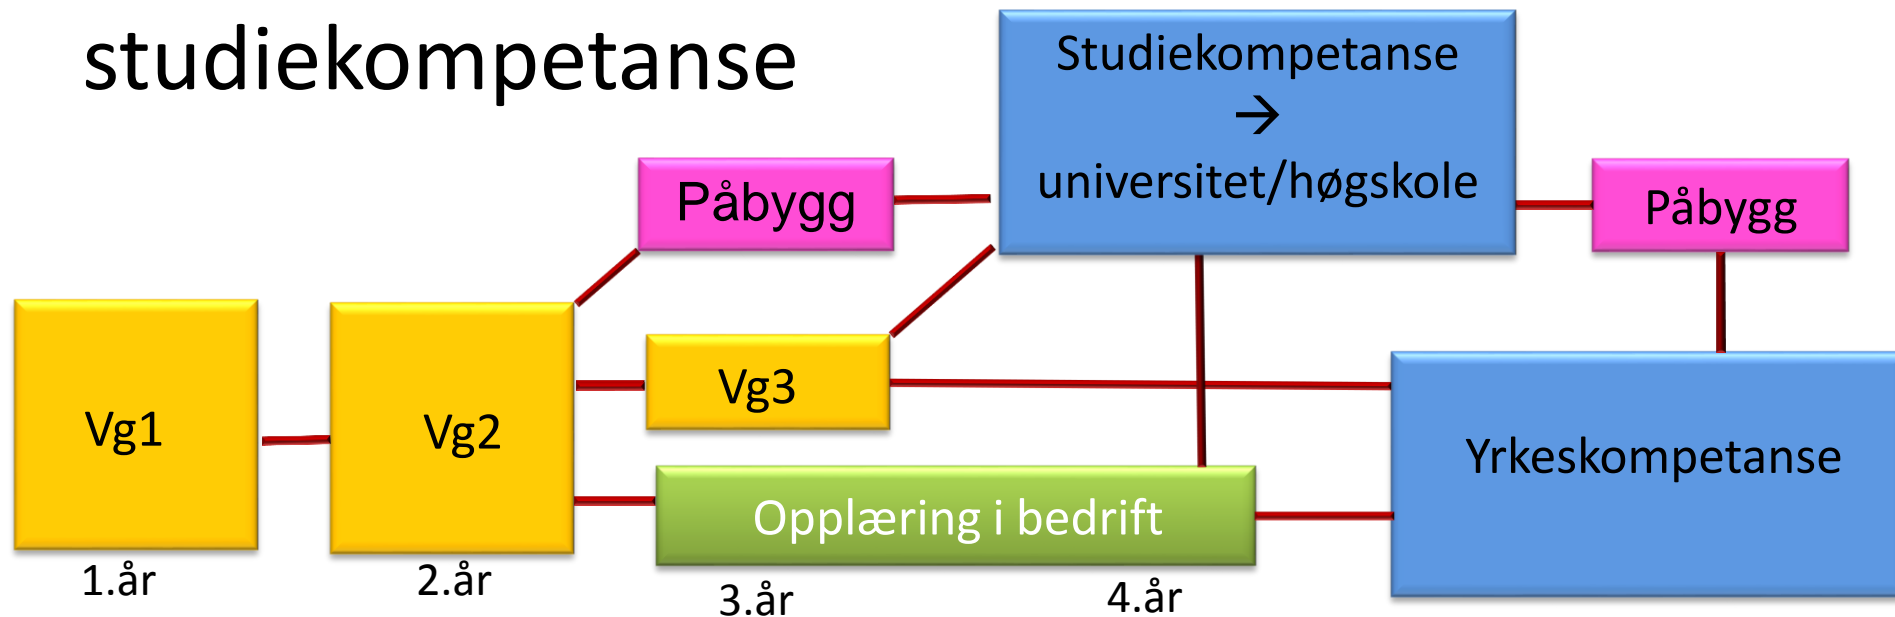 studiekompetanse
Studiekompetanse
→
universitet/høgskole
Påbygg
Påbygg
Vg1
Vg2
Vg3
Yrkeskompetanse
Opplæring i bedrift
1.år
2.år
3.år
4.år